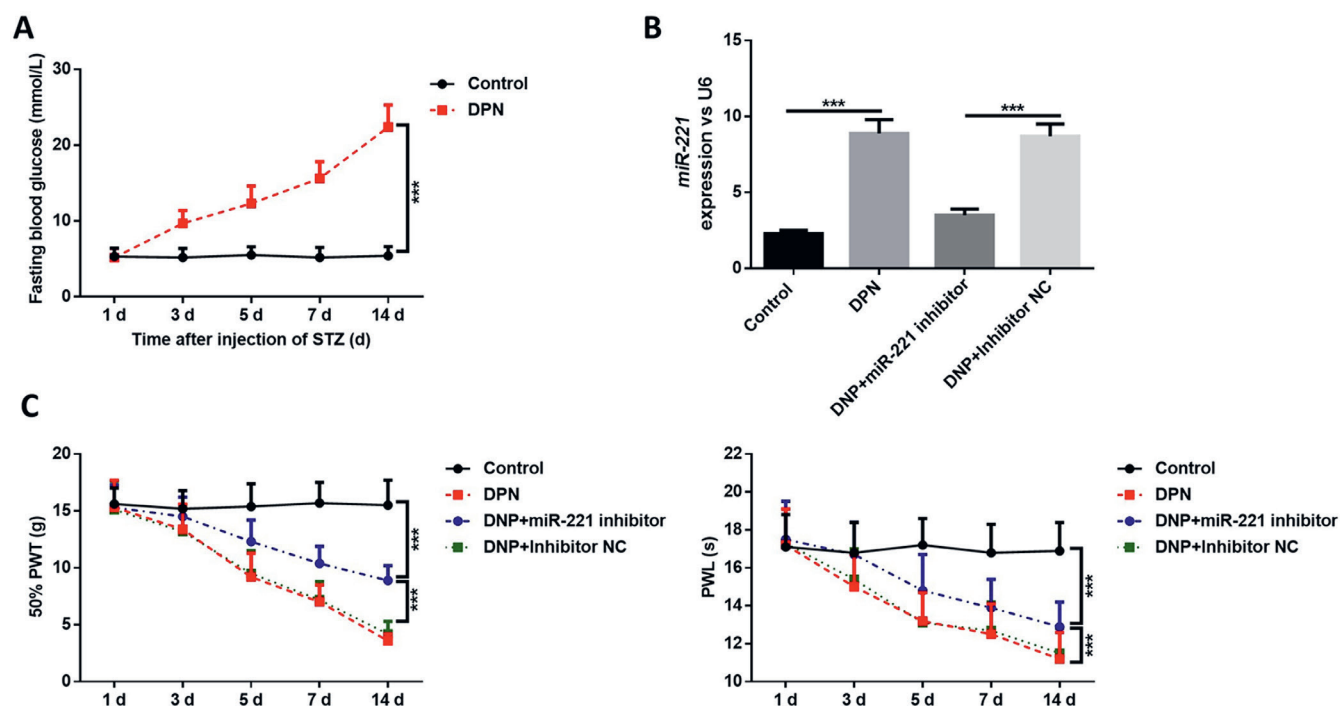 A
Fasting blood glucose (mmol/L)
30
20
10
0
1 d 3 d 5 d 7 d 14 d
Time after injection of STZ (d)
Control
DPN
***
B
miR-221
expression vs U6
15
10
5
0
***
***
Control
DPN
DNP+miR-221 inhibitor
DNP+Inhibitor NC
C
50% PWT (g)
20
15
10
5
0
1 d 3 d 5 d 7 d 14 d
Control
DPN
DNP+miR-221 inhibitor
DNP+Inhibitor NC
***
***
PWL (s)
22
20
18
16
14
12
10
1 d 3 d 5 d 7 d 14 d
Control
DPN
DNP+miR-221 inhibitor
DNP+Inhibitor NC
***
***